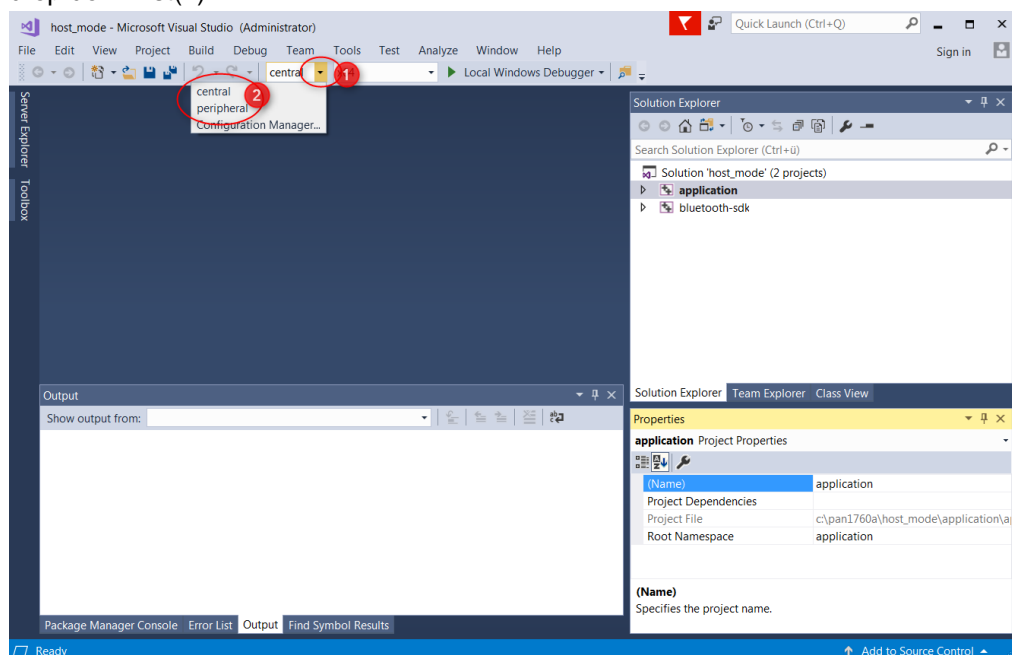 host_mode - Microsoft Visual Studio (Administrator)
Quick Launch (Ctrl+Q)
File Edit View Project Build Debug Team Tools Test Analyze Window Help
Sign in
central
1
Local Windows Debugger
central
2
peripheral
Configuration Manager...
Server Explorer
Toolbox
Solution Explorer
Search Solution Explorer (Ctrl+ü)
Solution 'host_mode' (2 projects)
application
bluetooth-sdk
Solution Explorer Team Explorer Class View
Output
Show output from:
Properties
application Project Properties
(Name) application
Project Dependencies
Project File c:\pan1760a\host_mode\application\a
Root Namespace application
(Name)
Specifies the project name.
Package Manager Console Error List Output Find Symbol Results
Ready
Add to Source Control